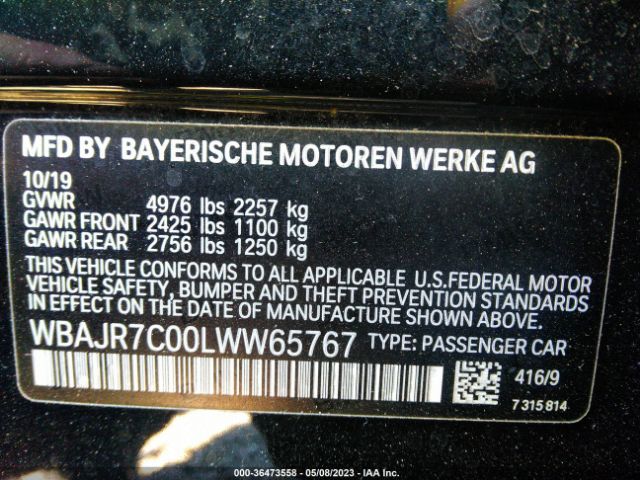 MFD BY BAYERISCHE MOTOREN WERKE AG
10/19
GVWR 4976 lbs 2257 kg
GAWR FRONT 2425 lbs 1100 kg
GAWR REAR 2756 lbs 1250 kg
THIS VEHICLE CONFORMS TO ALL APPLICABLE U.S.FEDERAL MOTOR
VEHICLE SAFETY, BUMPER AND THEFT PREVENTION STANDARDS
IN EFFECT ON THE DATE OF MANUFACTURE SHOWN ABOVE.
WBAJR7C00LWW65767 TYPE: PASSENGER CAR
416/9
7315814
000-36473558 - 05/08/2023 - IAA Inc.